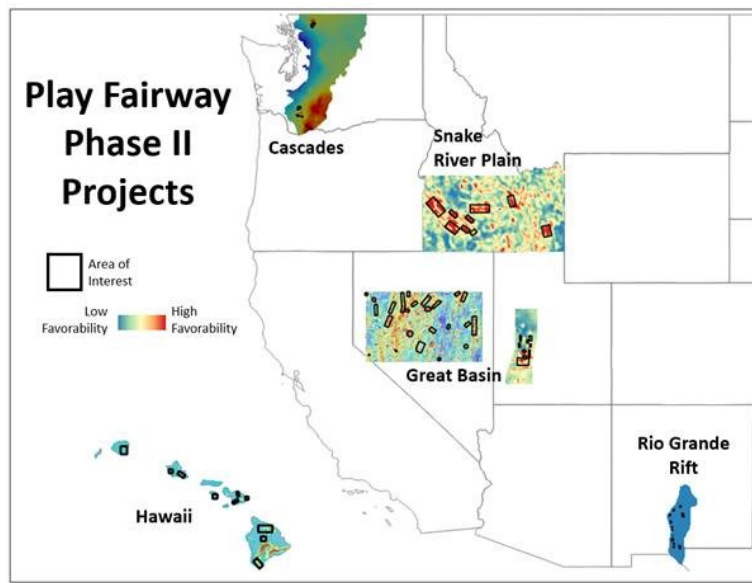 Play Fairway
Phase II
Projects
Cascades
Snake
River Plain
Area of
Interest
Low
Favorability
High
Favorability
Great Basin
Rio Grande
Rift
Hawaii